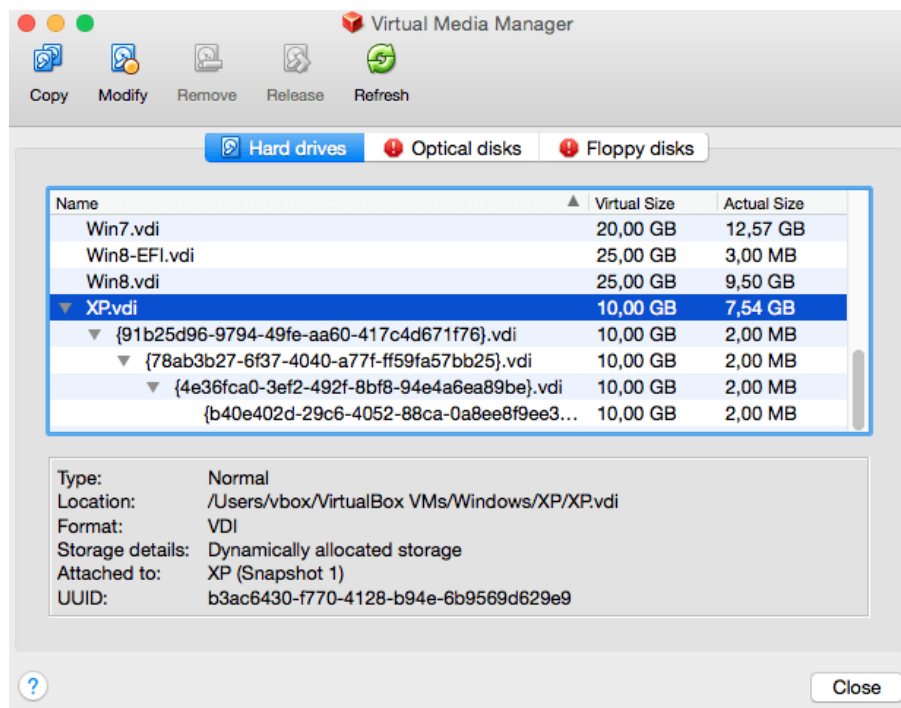 Virtual Media Manager
Copy Modify Remove Release Refresh
Hard drives Optical disks Floppy disks
Name Virtual Size Actual Size
Win7.vdi 20,00 GB 12,57 GB
Win8-EFI.vdi 25,00 GB 3,00 MB
Win8.vdi 25,00 GB 9,50 GB
XP.vdi 10,00 GB 7,54 GB
{91b25d96-9794-49fe-aa60-417c4d671f76}.vdi 10,00 GB 2,00 MB
{78ab3b27-6f37-4040-a77f-ff59fa57bb25}.vdi 10,00 GB 2,00 MB
{4e36fca0-3ef2-492f-8bf8-94e4a6ea89be}.vdi 10,00 GB 2,00 MB
{b40e402d-29c6-4052-88ca-0a8ee8f9ee3... 10,00 GB 2,00 MB
Type: Normal
Location: /Users/vbox/VirtualBox VMs/Windows/XP/XP.vdi
Format: VDI
Storage details: Dynamically allocated storage
Attached to: XP (Snapshot 1)
UUID: b3ac6430-f770-4128-b94e-6b9569d629e9
? Close